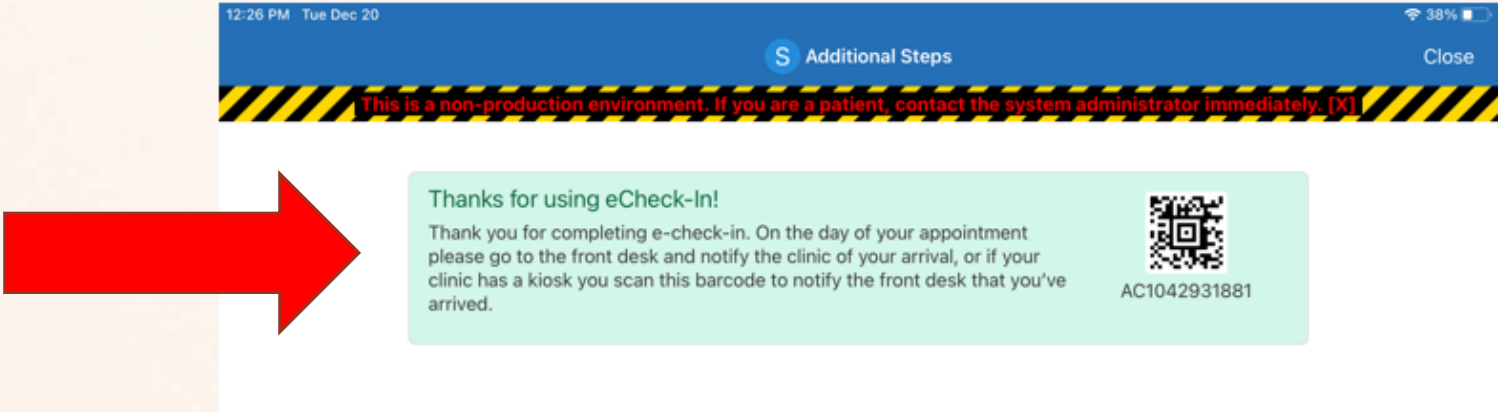 12:26 PM Tue Dec 20
38%
S Additional Steps
Close
This is a non-production environment. If you are a patient, contact the system administrator immediately. [X]
Thanks for using eCheck-In!
Thank you for completing e-check-in. On the day of your appointment
please go to the front desk and notify the clinic of your arrival, or if your
clinic has a kiosk you scan this barcode to notify the front desk that you've
arrived.
AC1042931881